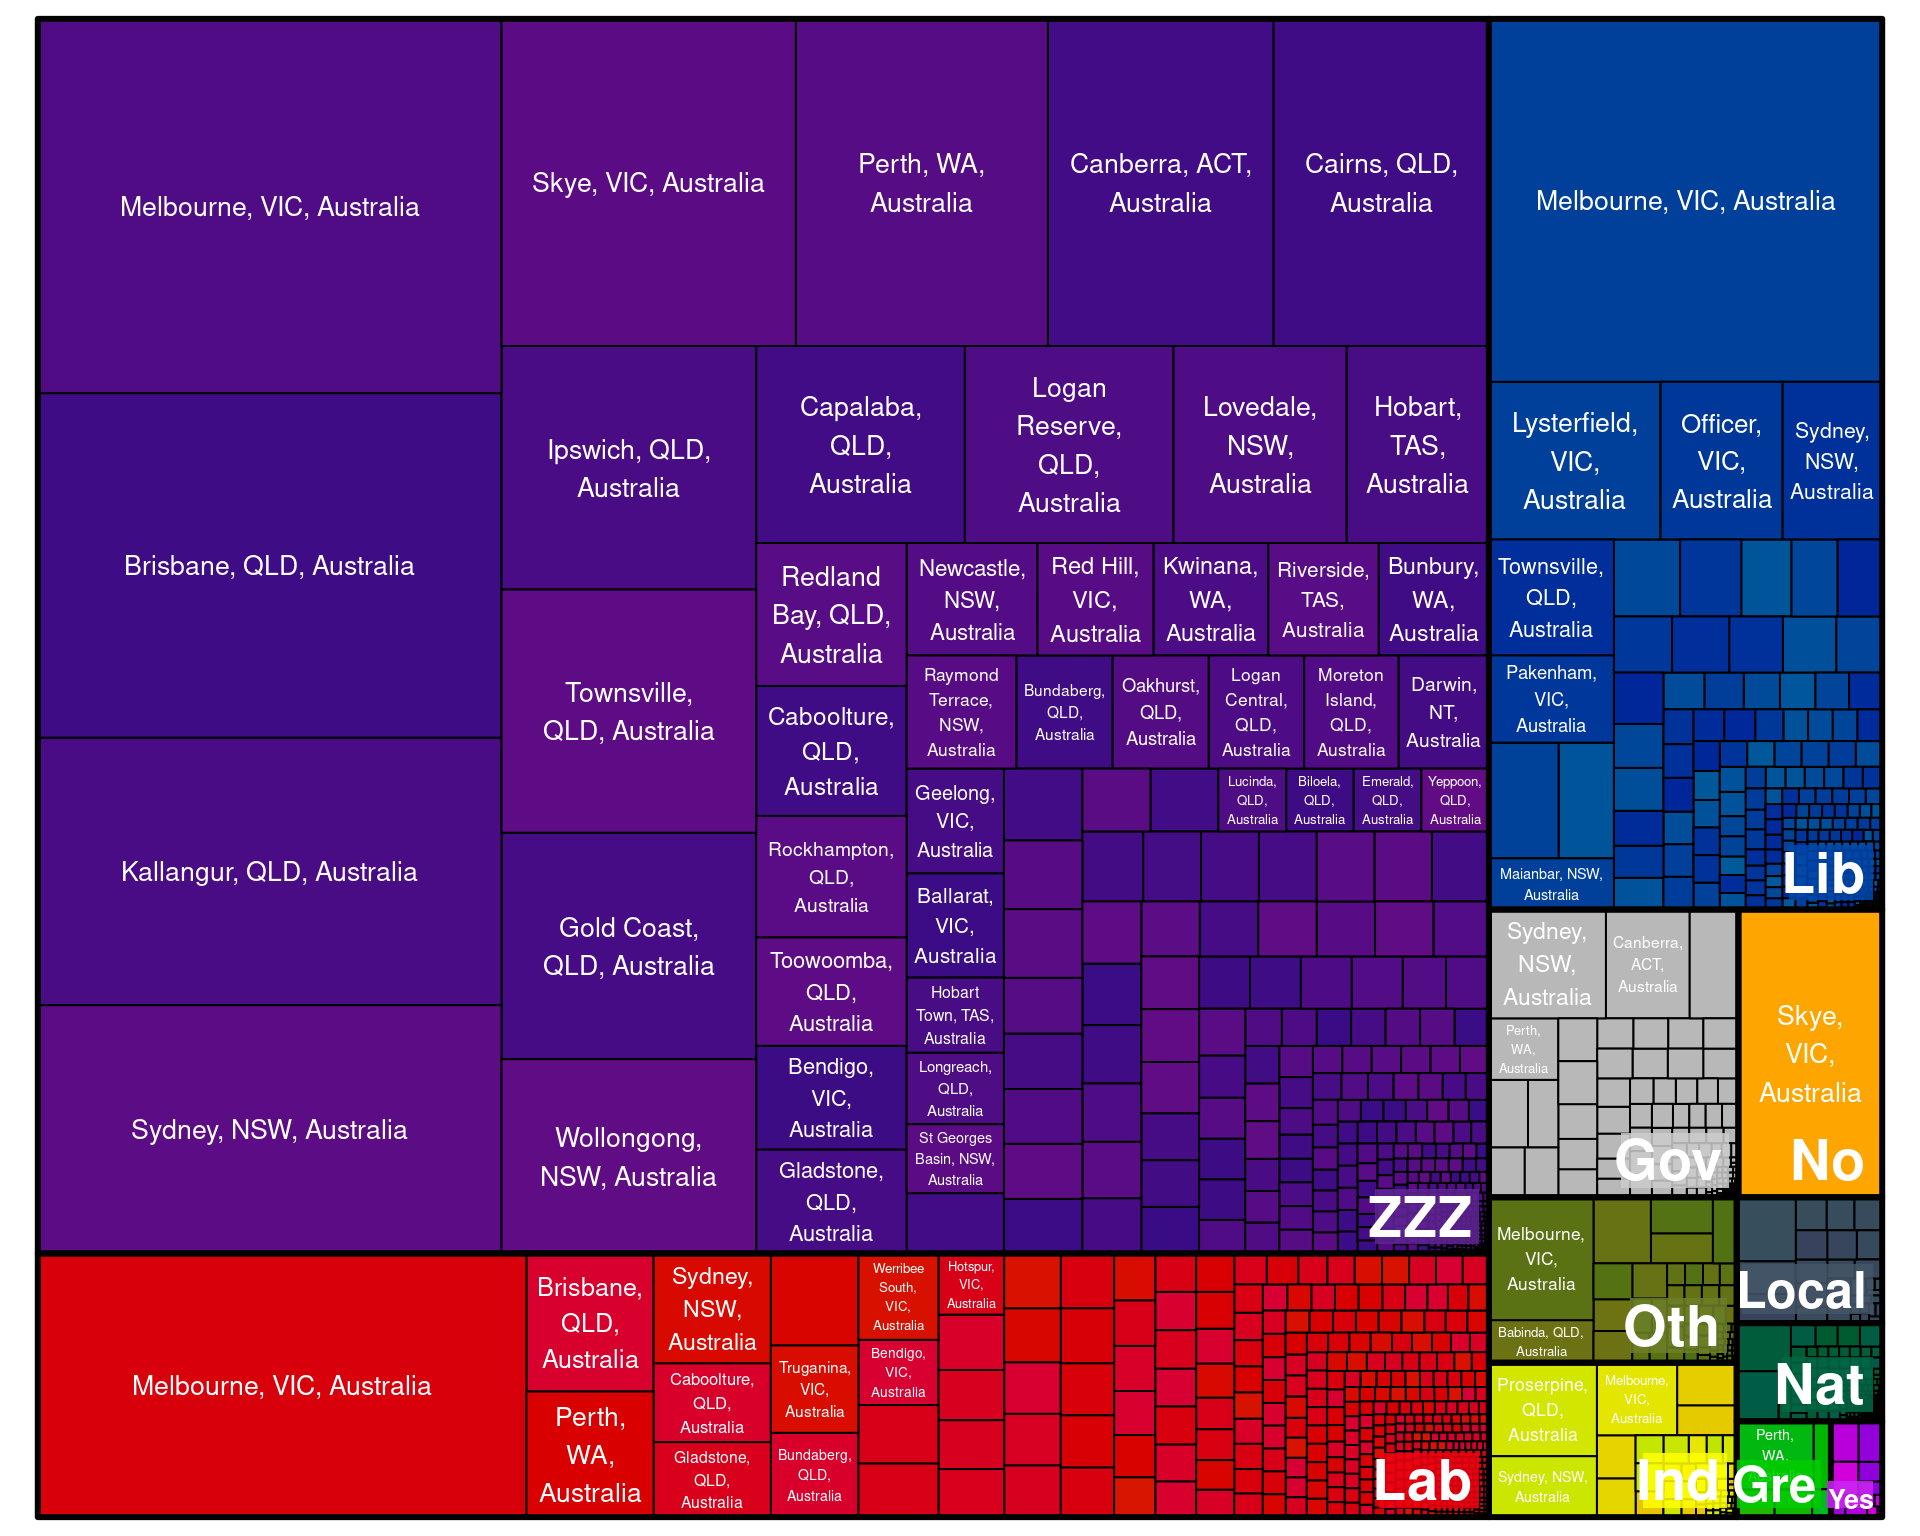 Melbourne, VIC, Australia
Brisbane, QLD, Australia
Kallangur, QLD, Australia
Sydney, NSW, Australia
Skye, VIC, Australia
Perth, WA,
Australia
Canberra, ACT,
Australia
Cairns, QLD,
Australia
Ipswich, QLD,
Australia
Townsville,
QLD, Australia
Gold Coast,
QLD, Australia
Wollongong,
NSW, Australia
Capalaba,
QLD,
Australia
Logan
Reserve,
QLD,
Australia
Lovedale,
NSW,
Australia
Hobart,
TAS,
Australia
Redland
Bay, QLD,
Australia
Caboolture,
QLD,
Australia
Rockhampton,
QLD,
Australia
Toowoomba,
QLD,
Australia
Bendigo,
VIC,
Australia
Gladstone,
QLD,
Australia
Newcastle,
NSW,
Australia
Red Hill,
VIC,
Australia
Kwinana,
WA,
Australia
Riverside,
TAS,
Australia
Bunbury,
WA,
Australia
Raymond
Terrace,
NSW,
Australia
Bundaberg,
QLD,
Australia
Oakhurst,
QLD,
Australia
Logan
Central,
QLD,
Australia
Moreton
Island,
QLD,
Australia
Darwin,
NT,
Australia
Geelong,
VIC,
Australia
Ballarat,
VIC,
Australia
Hobart
Town, TAS,
Australia
Longreach,
QLD,
Australia
St Georges
Basin, NSW,
Australia
Lucinda,
QLD,
Australia
Biloela,
QLD,
Australia
Emerald,
QLD,
Australia
Yeppoon,
QLD,
Australia
ZZZ
Melbourne, VIC, Australia
Brisbane,
QLD,
Australia
Perth,
WA,
Australia
Sydney,
NSW,
Australia
Caboolture,
QLD,
Australia
Gladstone,
QLD,
Australia
Truganina,
VIC,
Australia
Bundaberg,
QLD,
Australia
Werribee
South,
VIC,
Australia
Bendigo,
VIC,
Australia
Hotspur,
VIC,
Australia
Lab
Melbourne, VIC, Australia
Lysterfield,
VIC,
Australia
Officer,
VIC,
Australia
Sydney,
NSW,
Australia
Townsville,
QLD,
Australia
Pakenham,
VIC,
Australia
Maianbar, NSW,
Australia
Lib
Sydney,
NSW,
Australia
Canberra,
ACT,
Australia
Perth,
WA,
Australia
Gov
Skye,
VIC,
Australia
No
Melbourne,
VIC,
Australia
Babinda, QLD,
Australia
Oth
Local
Nat
Proserpine,
QLD,
Australia
Sydney, NSW,
Australia
Melbourne,
VIC,
Australia
Ind
Perth,
WA,
Gre
Yes